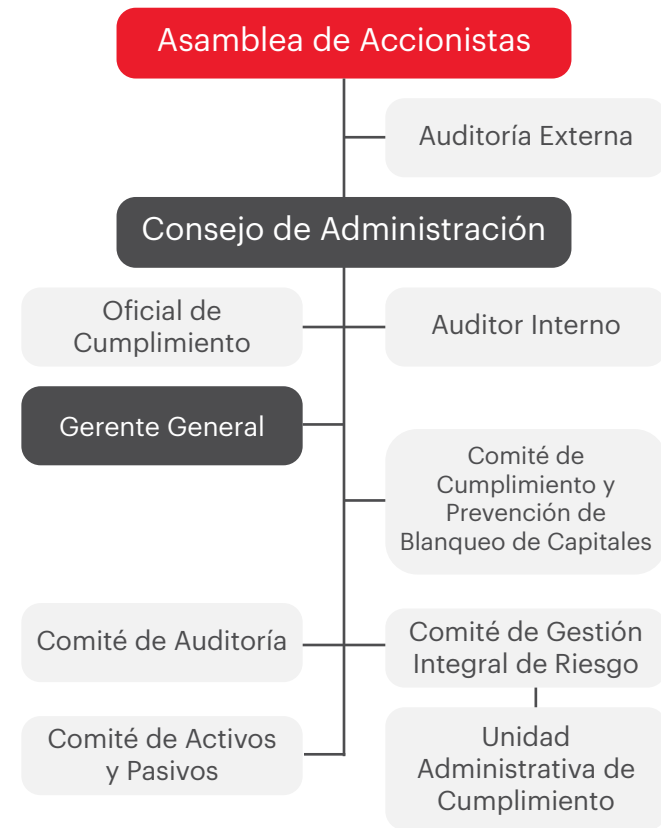 Asamblea de Accionistas
Auditoría Externa
Consejo de Administración
Oficial de
Cumplimiento
Auditor Interno
Gerente General
Comité de
Cumplimiento y
Prevención de
Blanqueo de Capitales
Comité de Auditoría
Comité de Gestión
Integral de Riesgo
Comité de Activos
y Pasivos
Unidad
Administrativa de
Cumplimiento